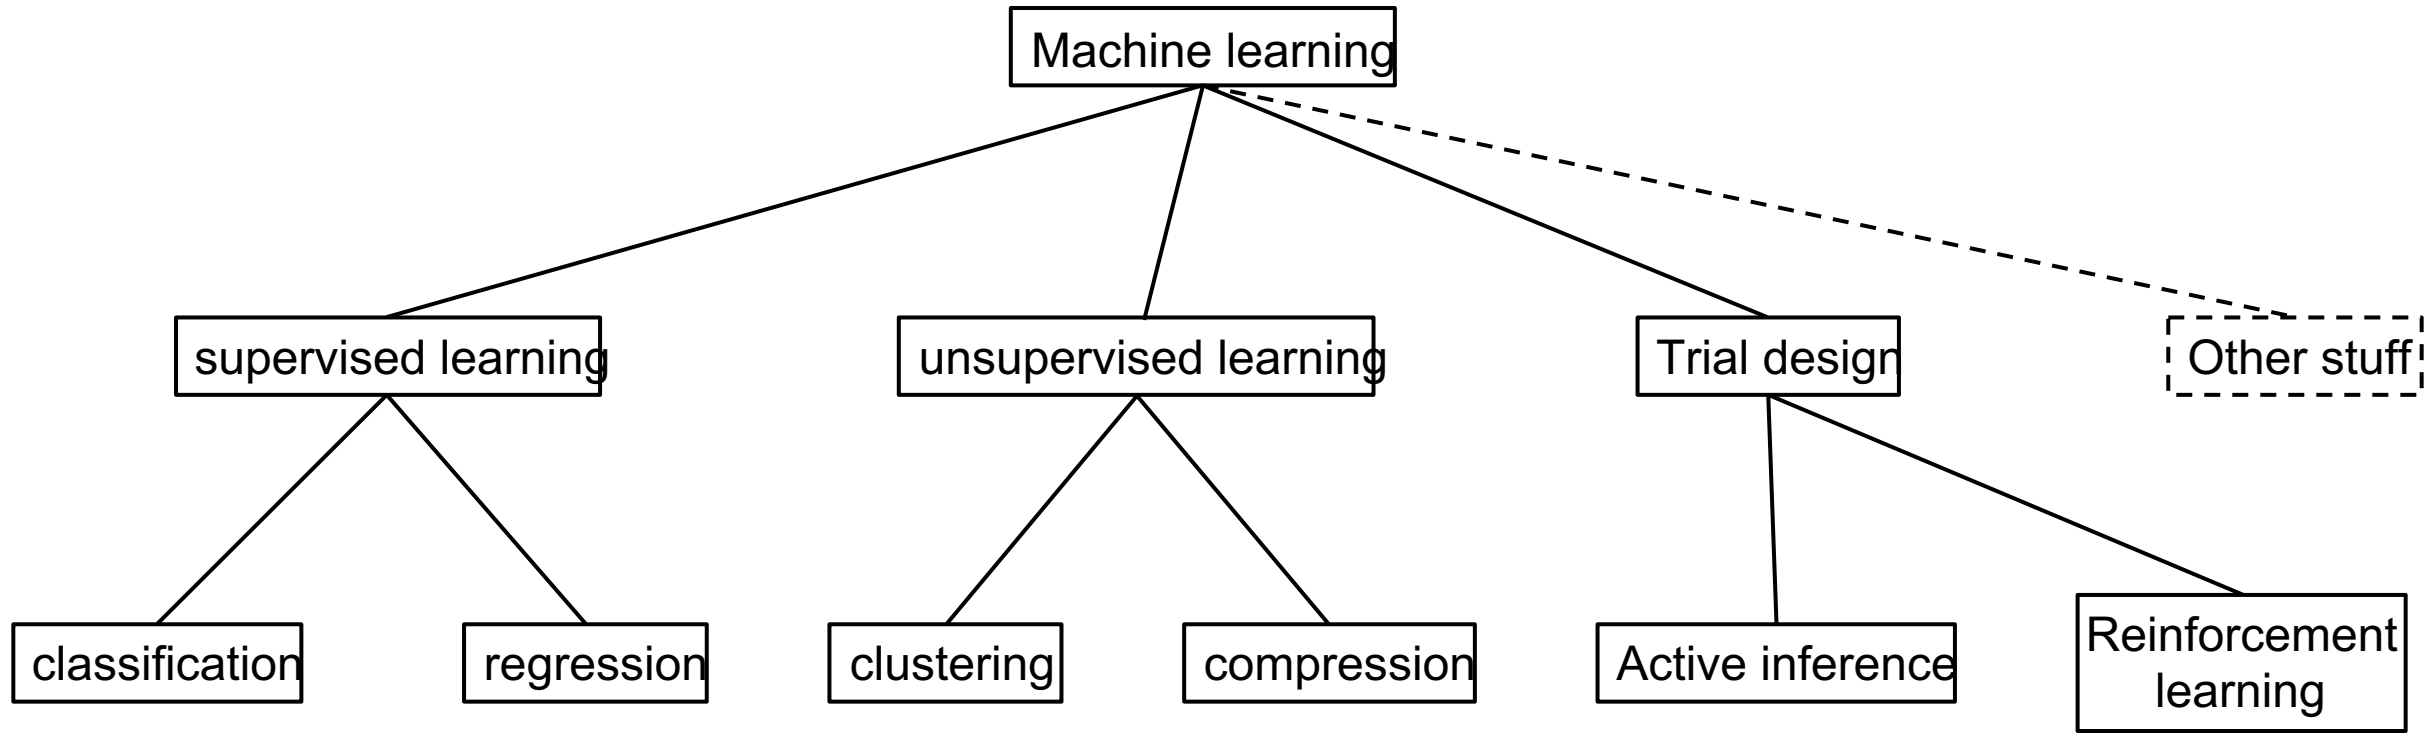 Machine learning
supervised learning
unsupervised learning
Trial design
Other stuff
classification
regression
clustering
compression
Active inference
Reinforcement
learning